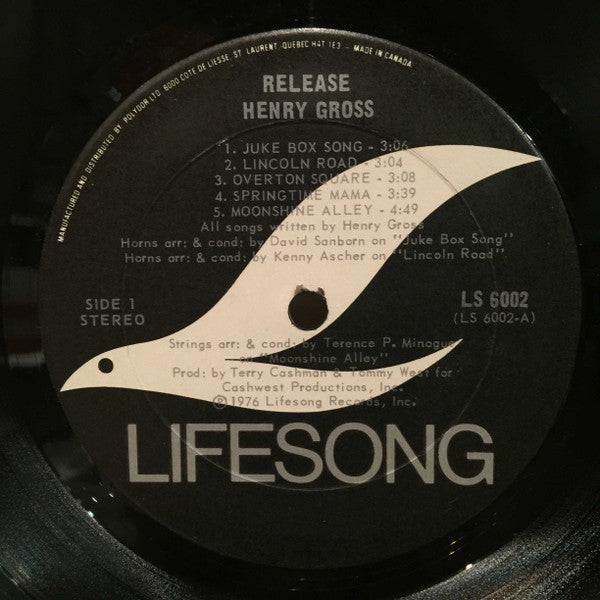 MANUFACTURED AND DISTRIBUTED BY POLYDOR LTD. 6000 COTE DE LIESSE ST. LAURENT, QUEBEC H4T 1E3 • MADE IN CANADA
RELEASE
HENRY GROSS
1. JUKE BOX SONG - 3:06
2. LINCOLN ROAD - 3:04
3. OVERTON SQUARE - 3:08
4. SPRINGTIME MAMA - 3:39
5. MOONSHINE ALLEY - 4:49
All songs written by Henry Gross
Horns arr: & cond: by David Sanborn on "Juke Box Song"
Horns arr: & cond: by Kenny Ascher on "Lincoln Road"
SIDE 1
STEREO
LS 6002
(LS 6002-A)
Strings arr: & cond: by Terence P. Minogue
on "Moonshine Alley"
Prod: by Terry Cashman & Tommy West for
Cashwest Productions, Inc.
℗ 1976 Lifesong Records, Inc.
LIFESONG